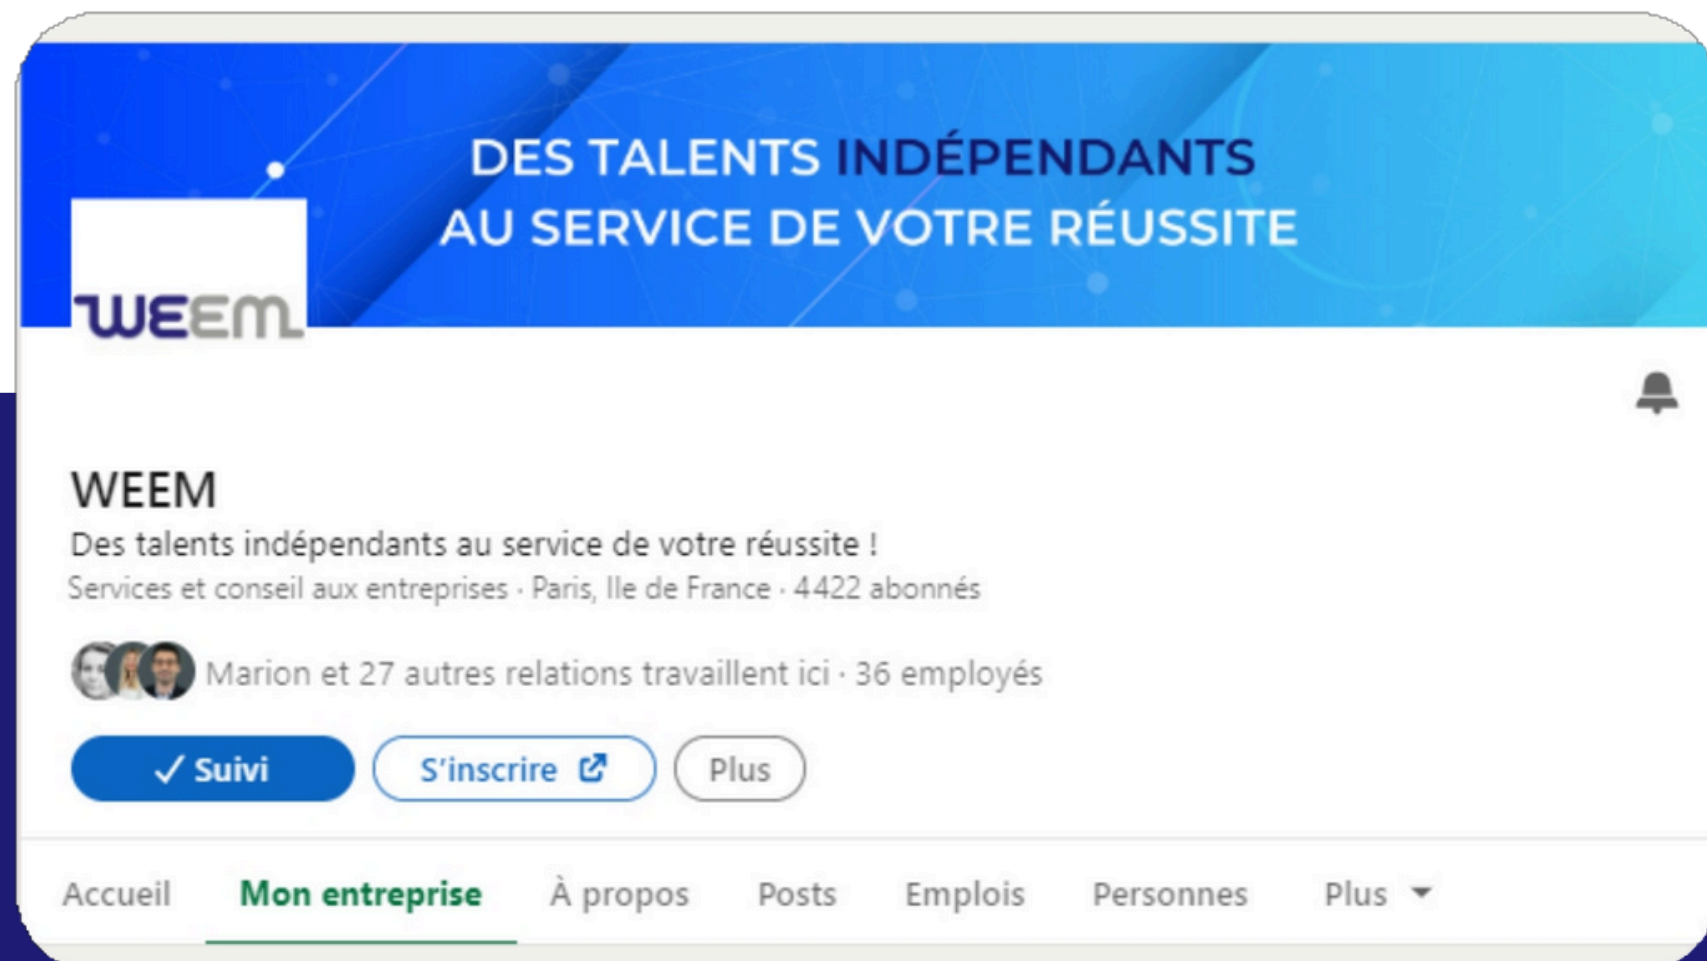 DES TALENTS INDÉPENDANTS
AU SERVICE DE VOTRE RÉUSSITE
WEEM
WEEM
Des talents indépendants au service de votre réussite !
Services et conseil aux entreprises · Paris, Ile de France · 4422 abonnés
Marion et 27 autres relations travaillent ici · 36 employés
✓ Suivi S'inscrire Plus
Accueil Mon entreprise À propos Posts Emplois Personnes Plus